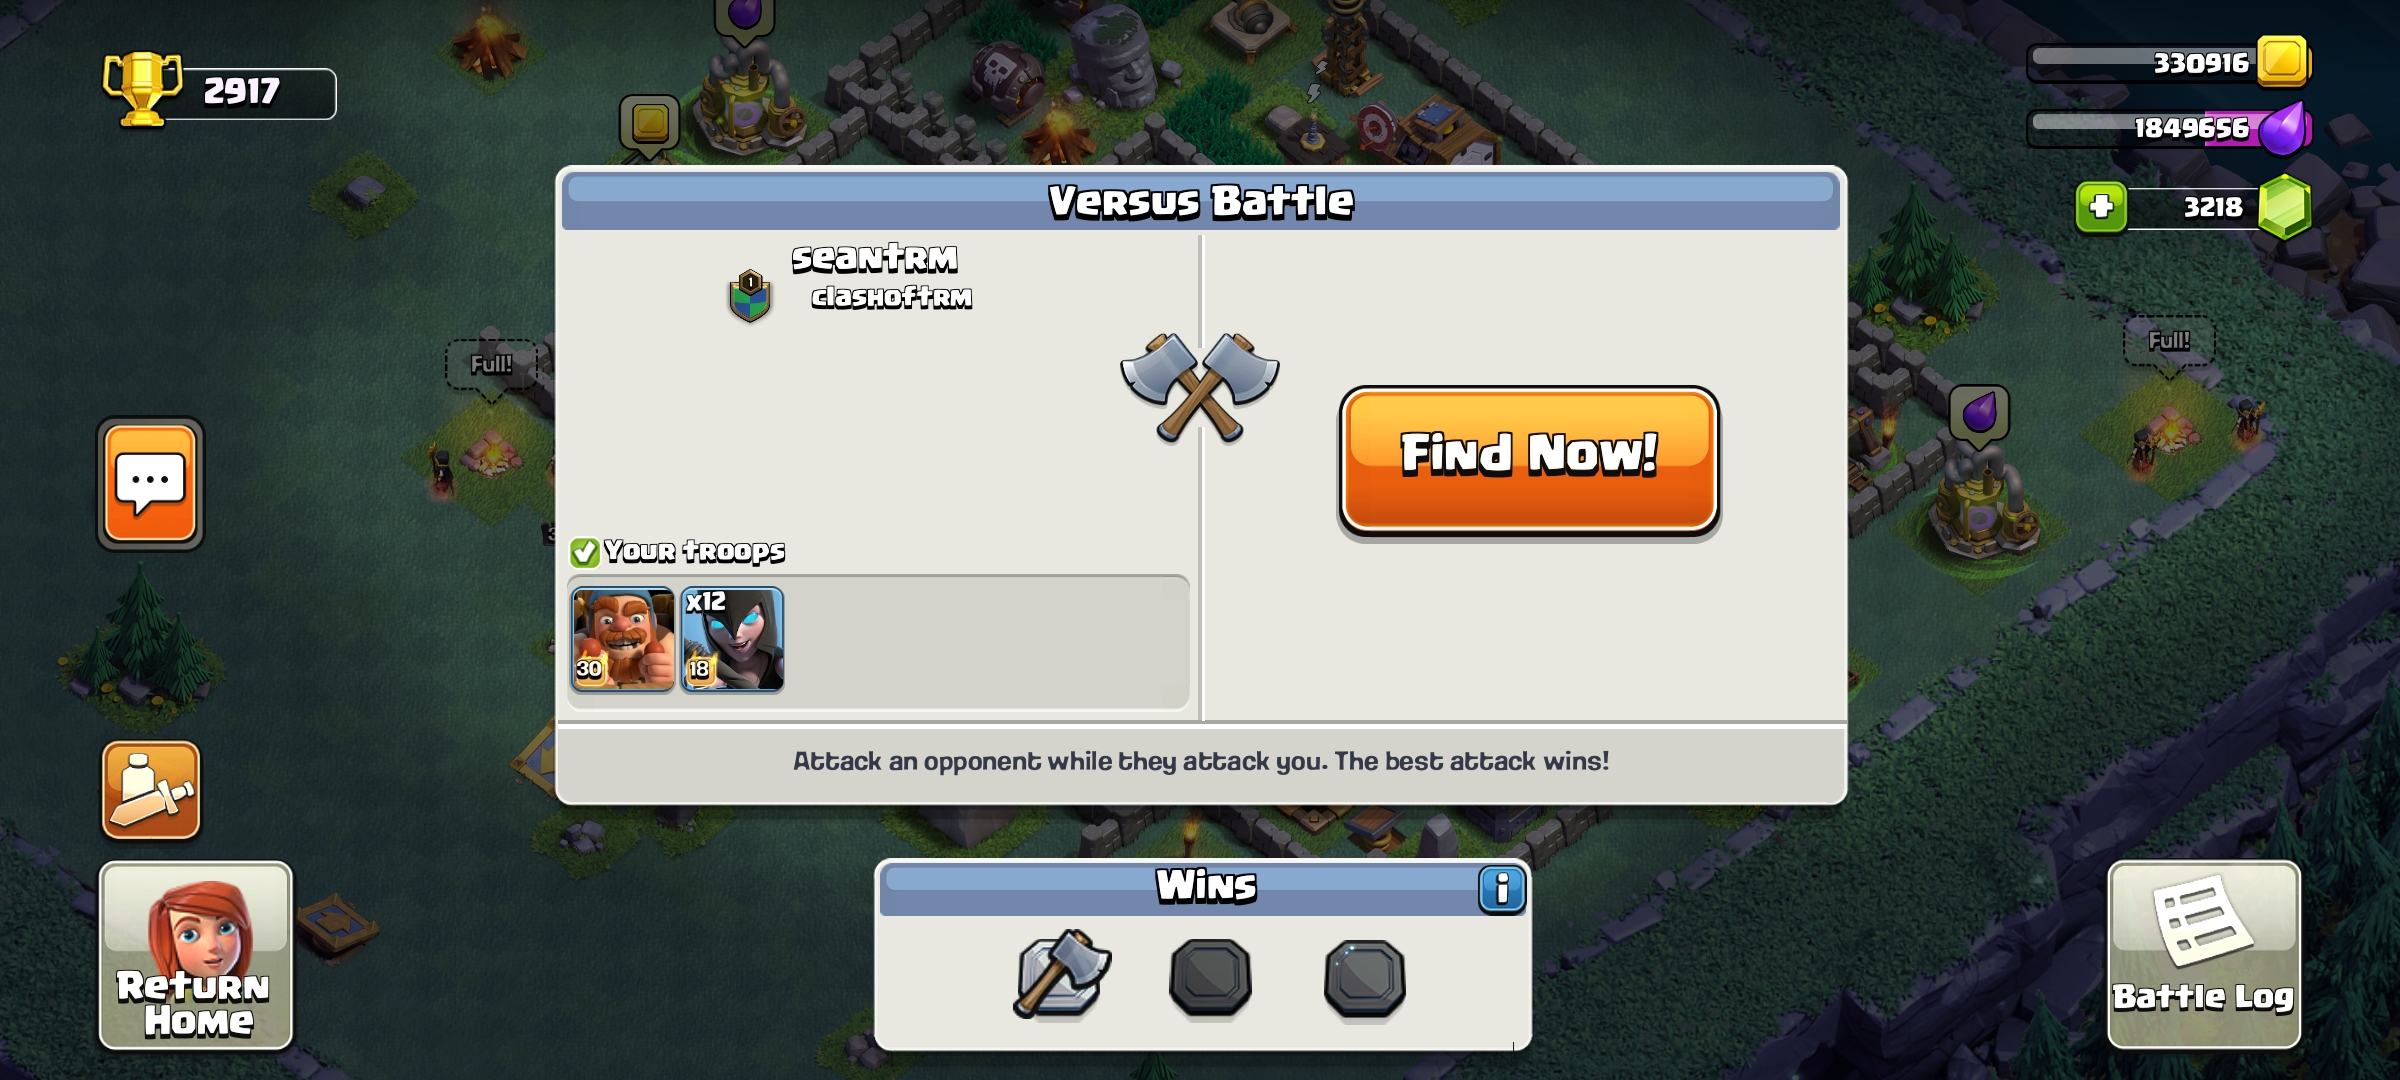 2917
330916
1849656
3218
Versus Battle
seantrm
1
clashoftrm
Full!
Full!
Find Now!
Your troops
30
x12
18
Attack an opponent while they attack you. The best attack wins!
Wins
i
Return
Home
Battle Log